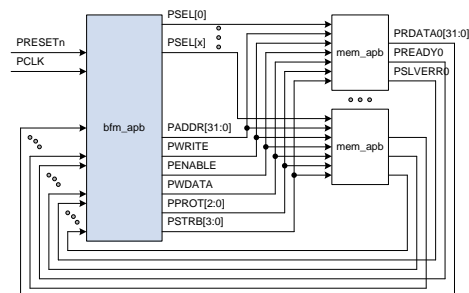 PSEL[0]
PSEL[x]
PRESETn
PCLK
bfm_apb
PADDR[31:0]
PWRITE
PENABLE
PWDATA
PPROT[2:0]
PSTRB[3:0]
mem_apb
mem_apb
PRDATA0[31:0]
PREADY0
PSLVERR0